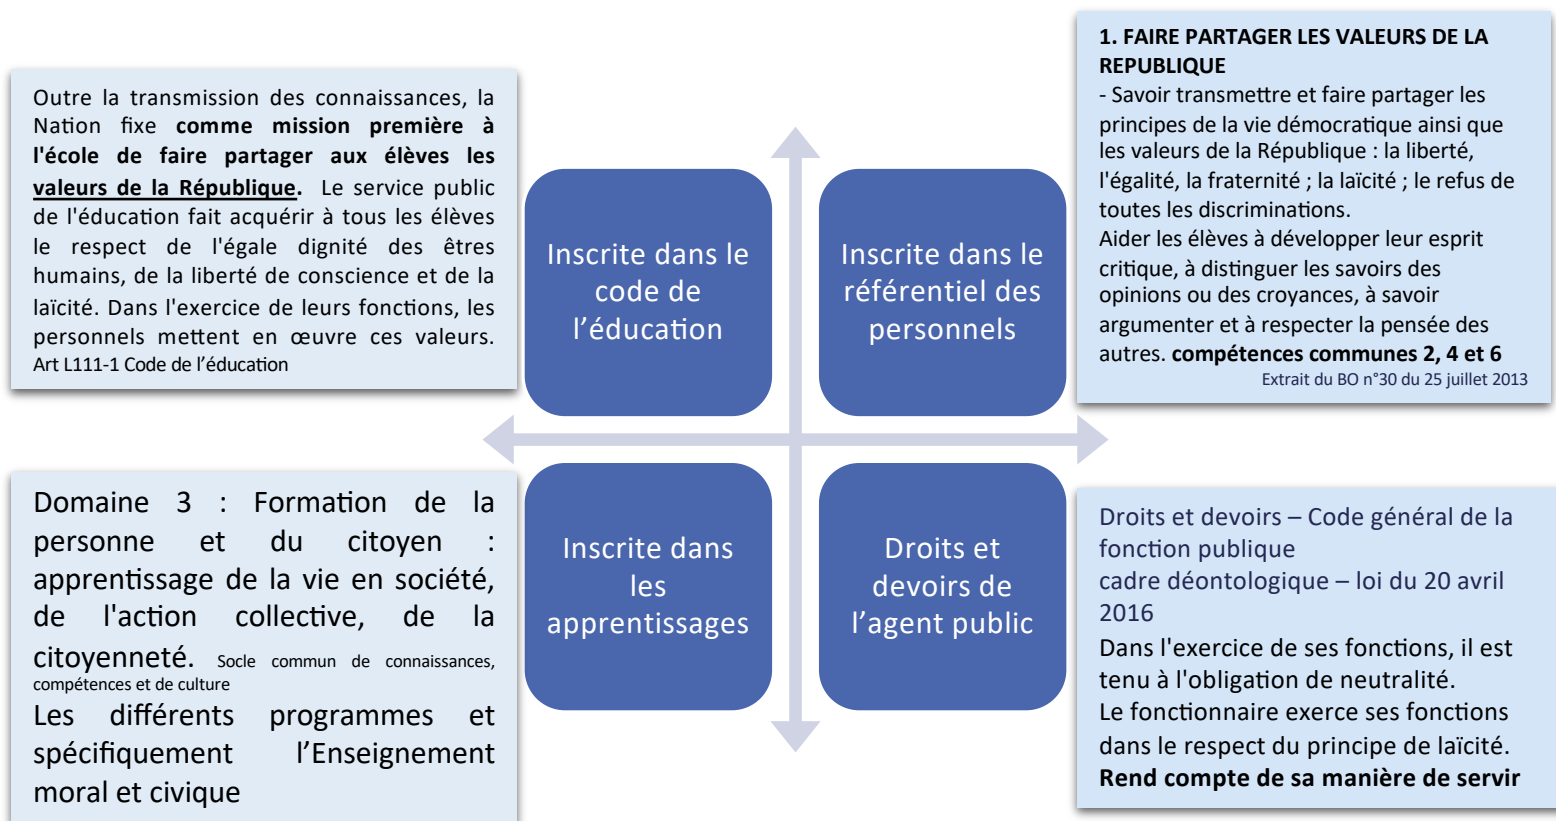 Outre la transmission des connaissances, la
Nation fixe comme mission première à
l'école de faire partager aux élèves les
valeurs de la République. Le service public
de l'éducation fait acquérir à tous les élèves
le respect de l'égale dignité des êtres
humains, de la liberté de conscience et de la
laïcité. Dans l'exercice de leurs fonctions, les
personnels mettent en œuvre ces valeurs.
Art L111-1 Code de l’éducation
Inscrite dans le
code de
l’éducation
Inscrite dans le
référentiel des
personnels
1. FAIRE PARTAGER LES VALEURS DE LA
REPUBLIQUE
- Savoir transmettre et faire partager les
principes de la vie démocratique ainsi que
les valeurs de la République : la liberté,
l'égalité, la fraternité ; la laïcité ; le refus de
toutes les discriminations.
Aider les élèves à développer leur esprit
critique, à distinguer les savoirs des
opinions ou des croyances, à savoir
argumenter et à respecter la pensée des
autres. compétences communes 2, 4 et 6
Extrait du BO n°30 du 25 juillet 2013
Domaine 3 : Formation de la
personne et du citoyen :
apprentissage de la vie en société,
de l'action collective, de la
citoyenneté. Socle commun de connaissances,
compétences et de culture
Les différents programmes et
spécifiquement l’Enseignement
moral et civique
Inscrite dans
les
apprentissages
Droits et
devoirs de
l’agent public
Droits et devoirs – Code général de la
fonction publique
cadre déontologique – loi du 20 avril
2016
Dans l'exercice de ses fonctions, il est
tenu à l'obligation de neutralité.
Le fonctionnaire exerce ses fonctions
dans le respect du principe de laïcité.
Rend compte de sa manière de servir